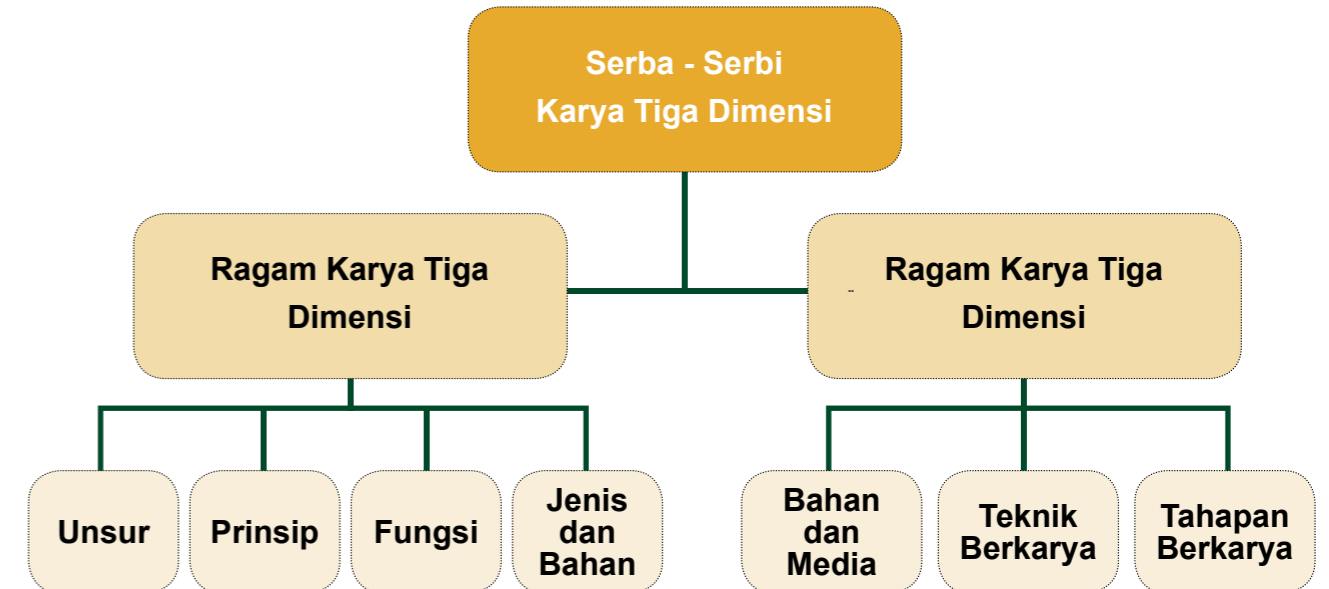 Serba - Serbi
Karya Tiga Dimensi
Ragam Karya Tiga
Dimensi
Ragam Karya Tiga
Dimensi
Unsur
Prinsip
Fungsi
Jenis
dan
Bahan
Bahan
dan
Media
Teknik
Berkarya
Tahapan
Berkarya